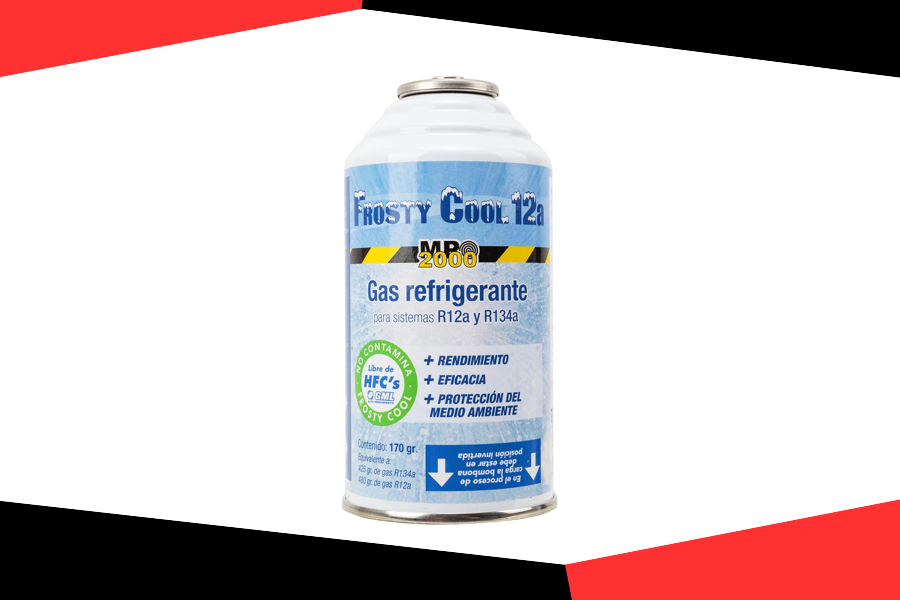 FROSTY COOL 12a
MP
2000
Gas refrigerante
para sistemas R12a y R134a
NO CONTAMINA
Libre de
HFC's
GML
FROSTY COOL
+ RENDIMIENTO
+ EFICACIA
+ PROTECCIÓN DEL
MEDIO AMBIENTE
Contenido: 170 gr.
Equivalente a:
425 gr. de gas R134a
480 gr. de gas R12a
En el proceso de
carga la bombona
debe estar en
posición invertida